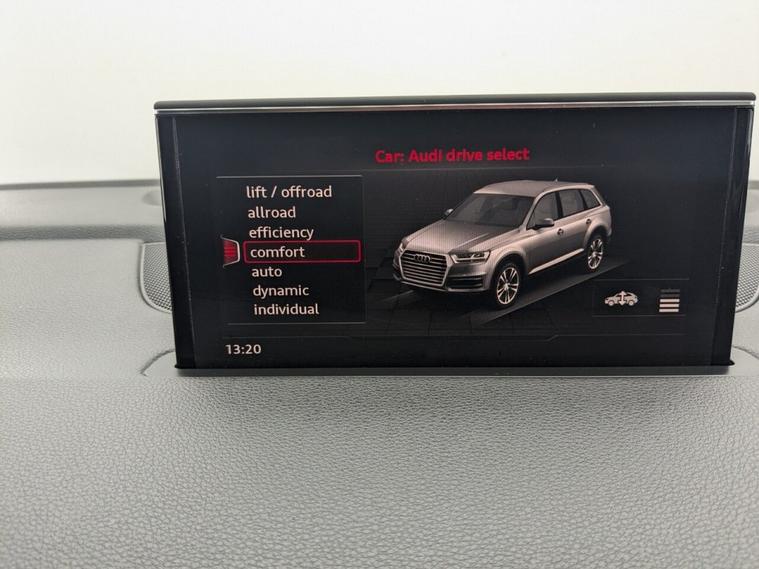 Car: Audi drive select
lift / offroad
allroad
efficiency
comfort
auto
dynamic
individual
13:20